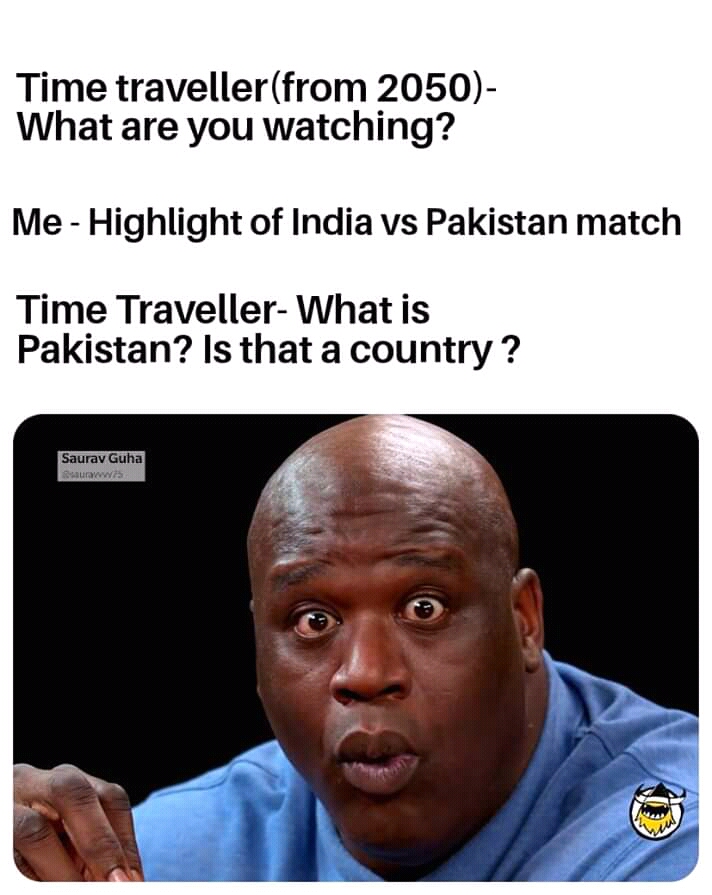 Time traveller(from 2050)-
What are you watching?
Me - Highlight of India vs Pakistan match
Time Traveller- What is
Pakistan? Is that a country ?
Saurav Guha
@sauravvvv75